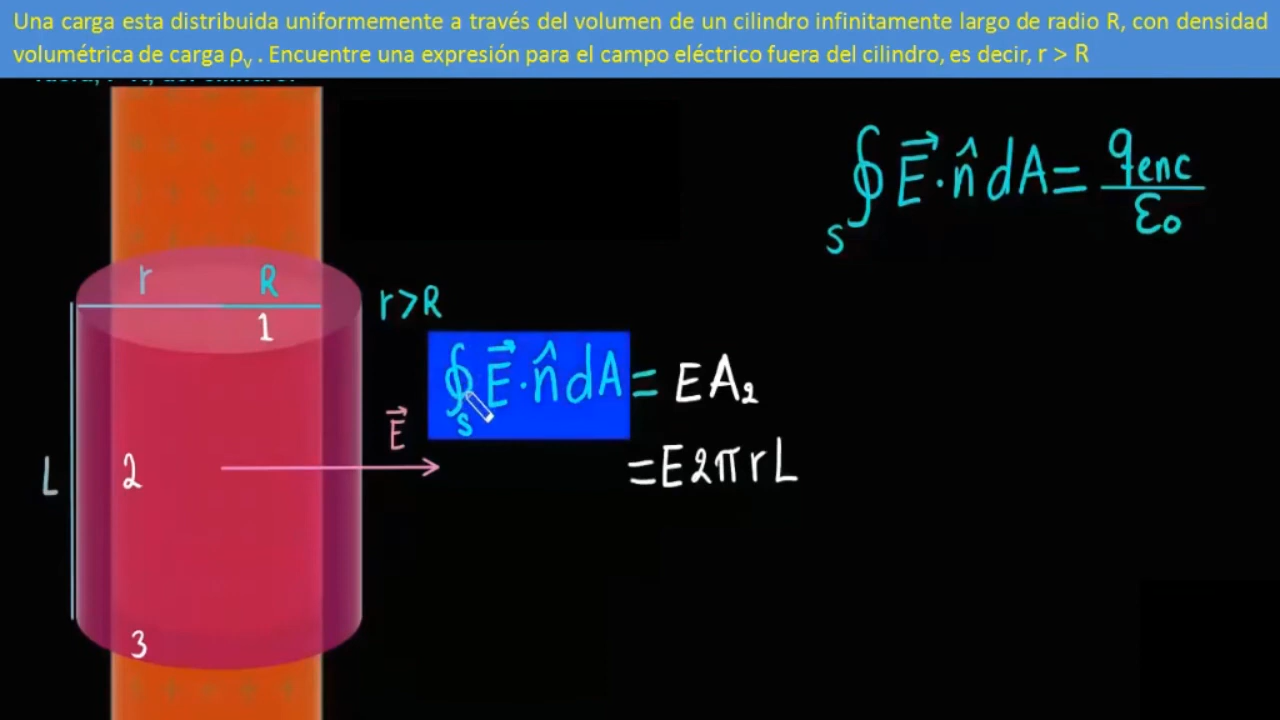 Una carga esta distribuida uniformemente a través del volumen de un cilindro infinitamente largo de radio R, con densidad
volumétrica de carga ρᵥ . Encuentre una expresión para el campo eléctrico fuera del cilindro, es decir, r > R
∮ₛ E⃗ · n̂ dA = qenc / ε₀
r R
1
r > R
∮ₛ E⃗ · n̂ dA = EA₂
= E2πrL
E⃗
L 2
3